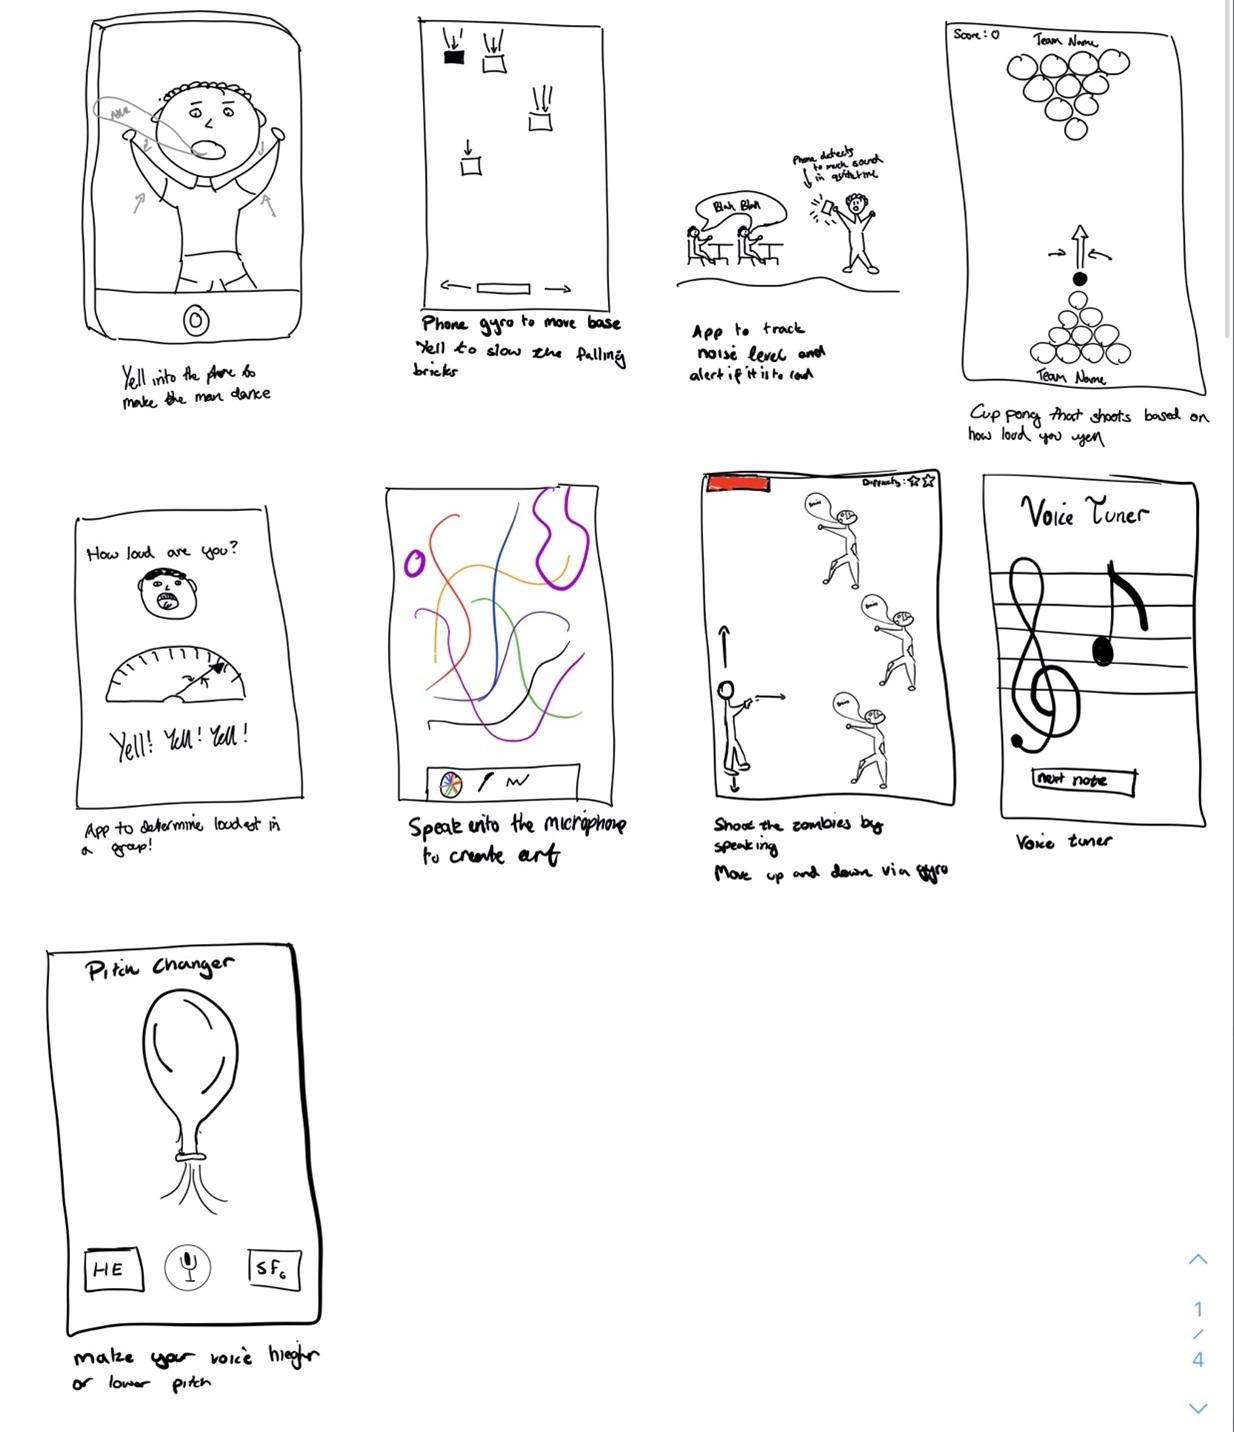 AAA
Yell into the phone to
make the man dance
Phone gyro to move base
Yell to slow the falling
bricks
Blah Blah
Phone detects
to much sound
in quite time
App to track
noise level and
alert if it is to loud
Score: 0
Team Name
Team Name
Cup pong that shoots based on
how loud you yell
How loud are you?
Yell! Yell! Yell!
App to determine loudest in
a group!
Speak into the microphone
to create art
Difficulty:
Brains
Brains
Brains
Shoot the zombies by
speaking
Move up and down via gyro
Voice Tuner
next note
Voice tuner
Pitch Changer
HE
SF6
make your voice hiegher
or lower pitch
1
/
4